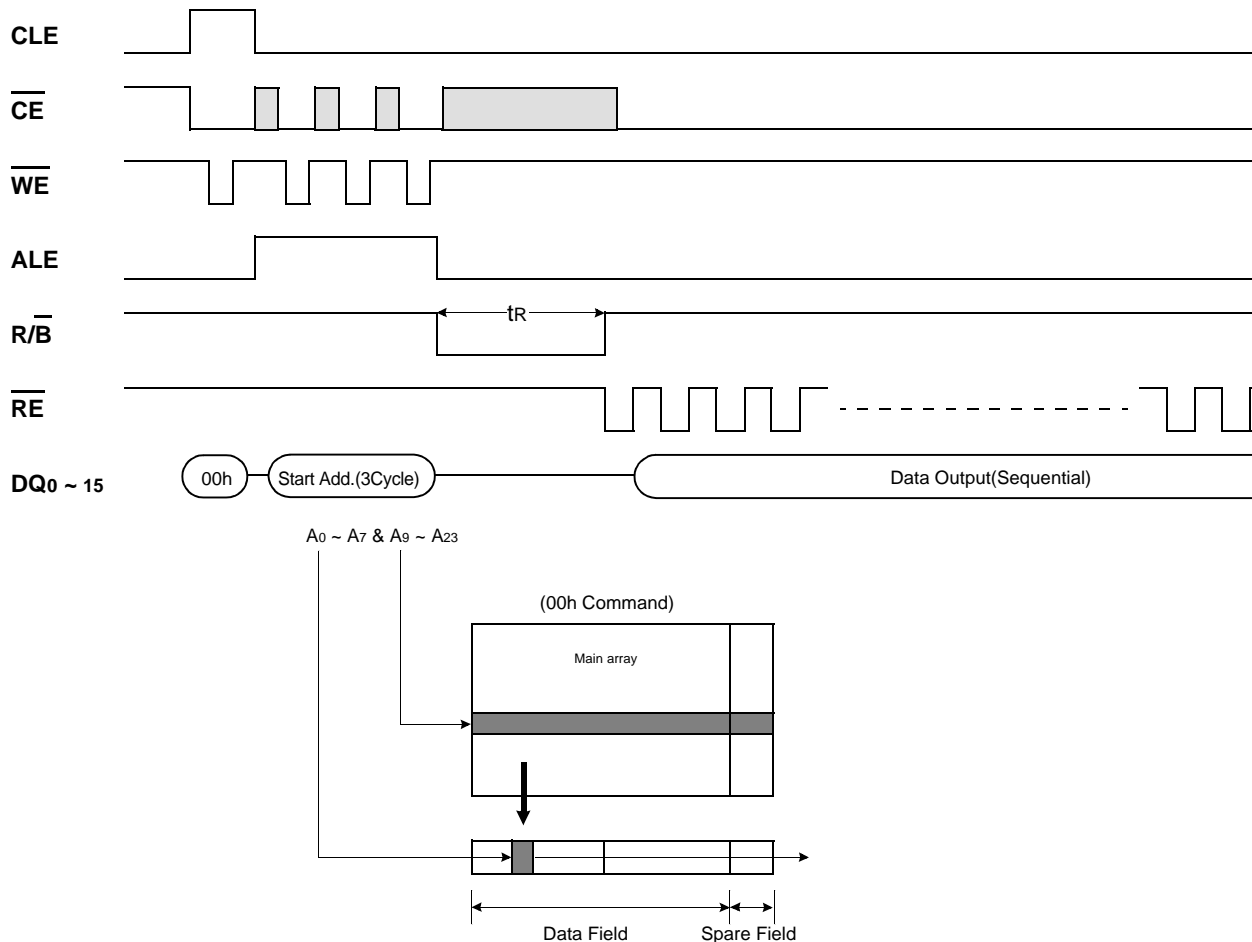 CLE
CE
WE
ALE
R/B
tR
RE
DQ0 ~ 15
00h
Start Add.(3Cycle)
Data Output(Sequential)
A0 ~ A7 & A9 ~ A23
(00h Command)
Main array
Data Field
Spare Field